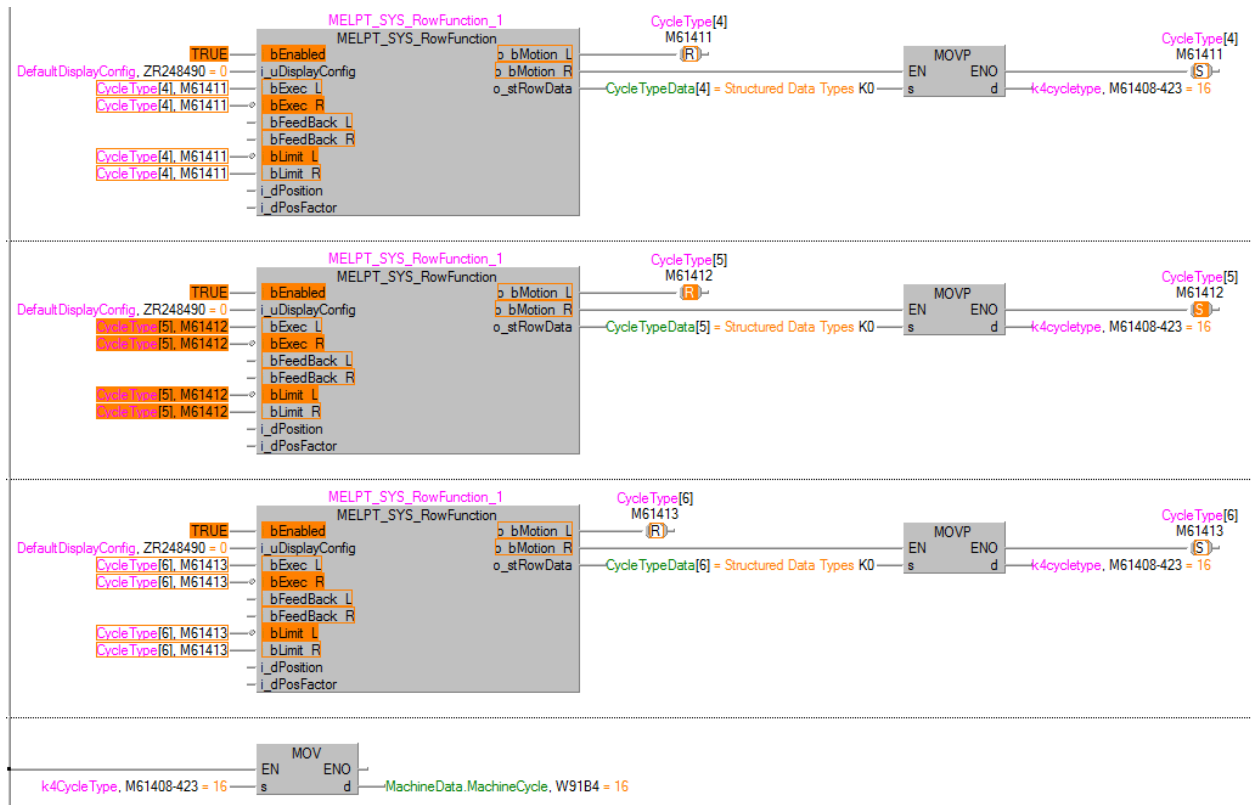 MELPT_SYS_RowFunction_1 CycleType[4]
MELPT_SYS_RowFunction M61411 CycleType[4]
TRUE bEnabled o_bMotion_L R MOVP M61411
DefaultDisplayConfig, ZR248490 = 0 i_uDisplayConfig o_bMotion_R EN ENO S
CycleType[4], M61411 bExec_L o_stRowData CycleTypeData[4] = Structured Data Types K0 s d k4cycletype, M61408-423 = 16
CycleType[4], M61411 bExec_R
bFeedBack_L
bFeedBack_R
CycleType[4], M61411 bLimit_L
CycleType[4], M61411 bLimit_R
i_dPosition
i_dPosFactor
MELPT_SYS_RowFunction_1 CycleType[5]
MELPT_SYS_RowFunction M61412 CycleType[5]
TRUE bEnabled o_bMotion_L R MOVP M61412
DefaultDisplayConfig, ZR248490 = 0 i_uDisplayConfig o_bMotion_R EN ENO S
CycleType[5], M61412 bExec_L o_stRowData CycleTypeData[5] = Structured Data Types K0 s d k4cycletype, M61408-423 = 16
CycleType[5], M61412 bExec_R
bFeedBack_L
bFeedBack_R
CycleType[5], M61412 bLimit_L
CycleType[5], M61412 bLimit_R
i_dPosition
i_dPosFactor
MELPT_SYS_RowFunction_1 CycleType[6]
MELPT_SYS_RowFunction M61413 CycleType[6]
TRUE bEnabled o_bMotion_L R MOVP M61413
DefaultDisplayConfig, ZR248490 = 0 i_uDisplayConfig o_bMotion_R EN ENO S
CycleType[6], M61413 bExec_L o_stRowData CycleTypeData[6] = Structured Data Types K0 s d k4cycletype, M61408-423 = 16
CycleType[6], M61413 bExec_R
bFeedBack_L
bFeedBack_R
CycleType[6], M61413 bLimit_L
CycleType[6], M61413 bLimit_R
i_dPosition
i_dPosFactor
MOV
EN ENO
k4CycleType, M61408-423 = 16 s d MachineData.MachineCycle, W91B4 = 16